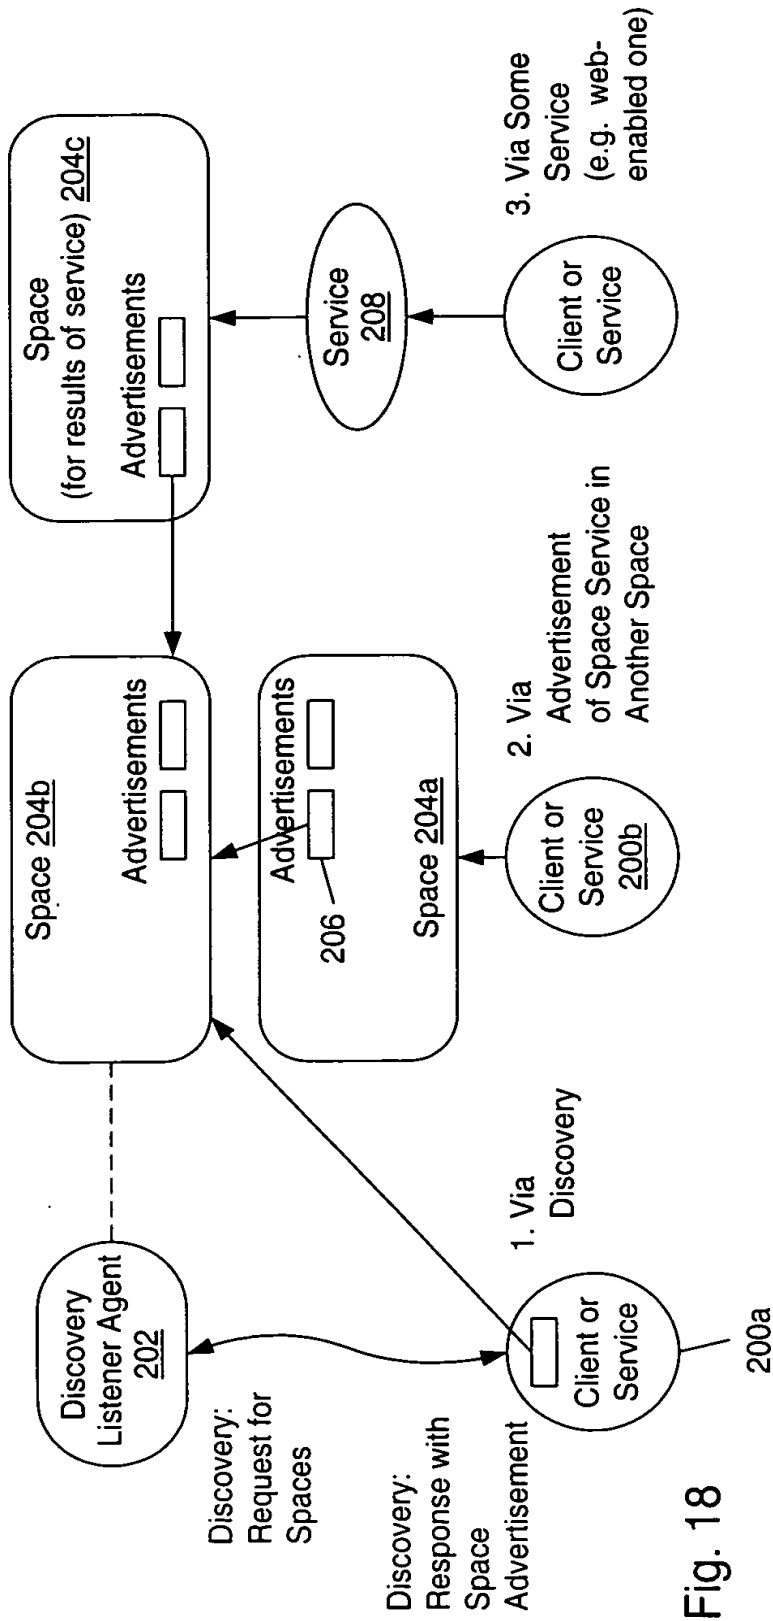 Discovery
Listener Agent
202
Discovery:
Request for
Spaces
Discovery:
Response with
Space
Advertisement
Client or
Service
200a
1. Via
Discovery
Space 204b
Advertisements
Advertisements
206
Space 204a
Client or
Service
200b
2. Via
Advertisement
of Space Service in
Another Space
Space
(for results of service) 204c
Advertisements
Service
208
Client or
Service
3. Via Some
Service
(e.g. web-
enabled one)
Fig. 18